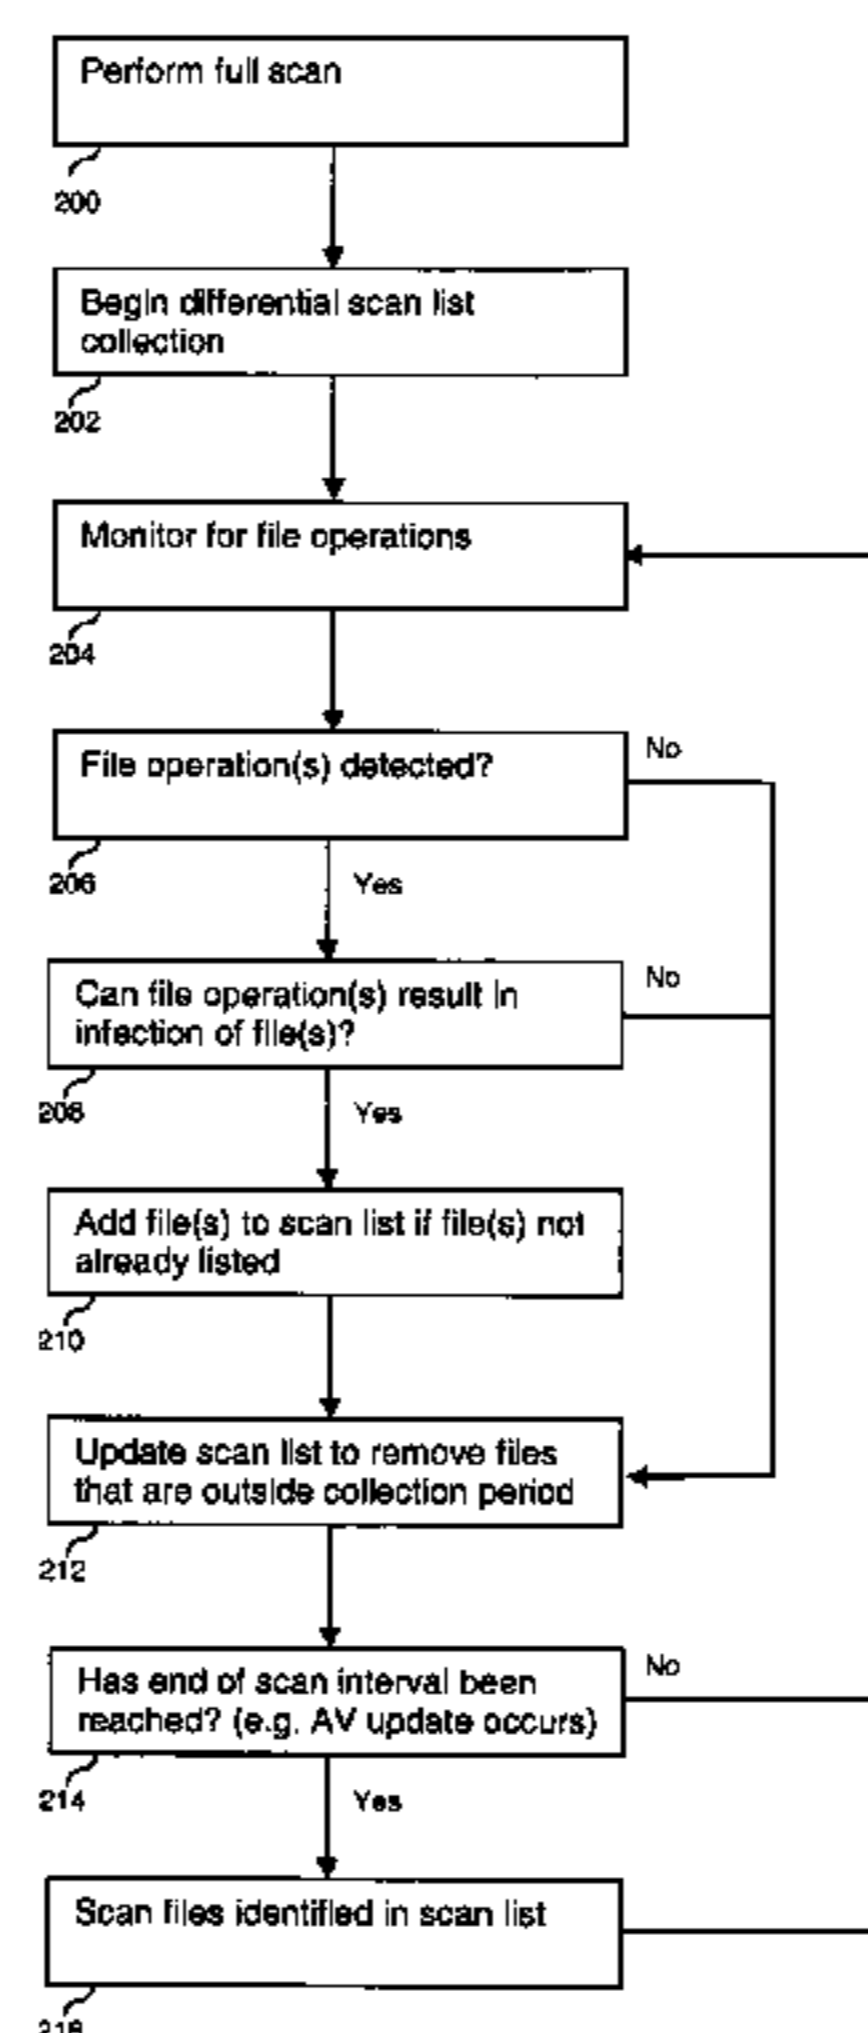 Perform full scan
200
Begin differential scan list
collection
202
Monitor for file operations
204
File operation(s) detected?
No
206
Yes
Can file operation(s) result in
infection of file(s)?
No
208
Yes
Add file(s) to scan list if file(s) not
already listed
210
Update scan list to remove files
that are outside collection period
212
Has end of scan interval been
reached? (e.g. AV update occurs)
No
214
Yes
Scan files identified in scan list